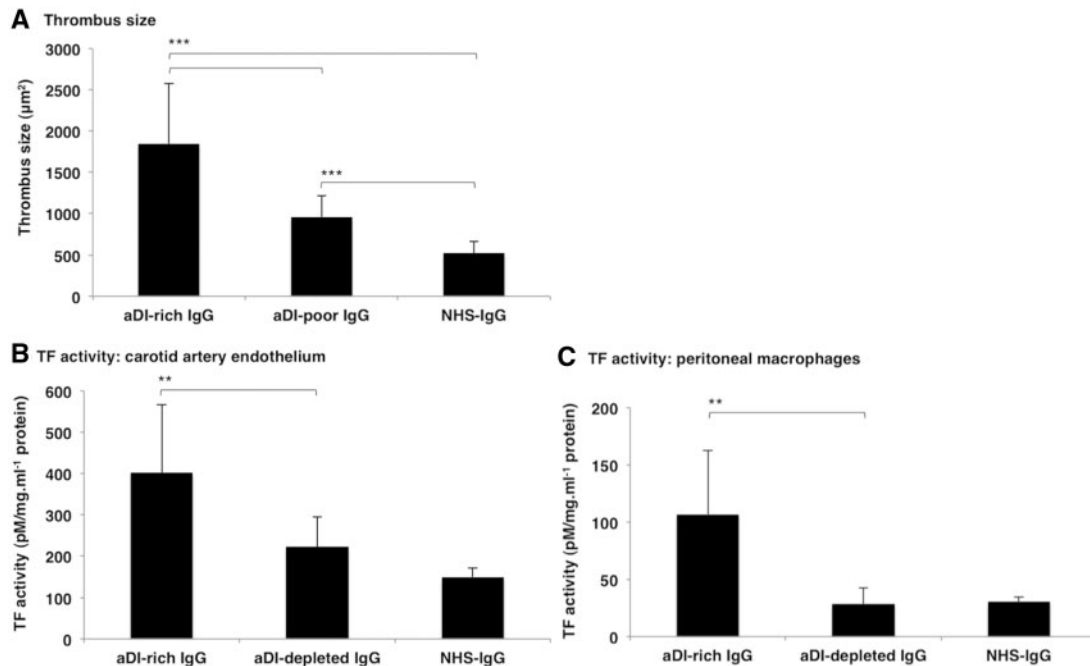 A Thrombus size
***
***
3000
2500
2000
1500
1000
500
0
Thrombus size (µm²)
aDI-rich IgG aDI-poor IgG NHS-IgG
B TF activity: carotid artery endothelium
**
600
500
400
300
200
100
0
TF activity (pM/mg.ml⁻¹ protein)
aDI-rich IgG aDI-depleted IgG NHS-IgG
C TF activity: peritoneal macrophages
**
200
150
100
50
0
TF activity (pM/mg.ml⁻¹ protein)
aDI-rich IgG aDI-depleted IgG NHS-IgG